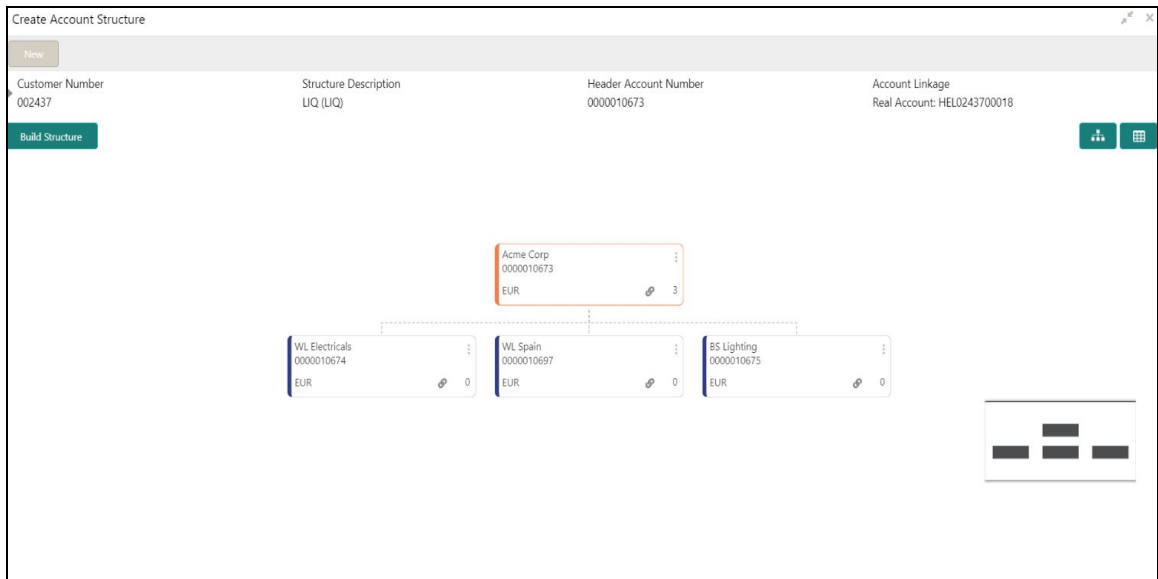 Create Account Structure
New
Customer Number
002437
Structure Description
LIQ (LIQ)
Header Account Number
0000010673
Account Linkage
Real Account: HEL0243700018
Build Structure
Acme Corp
0000010673
EUR 3
WL Electricals
0000010674
EUR 0
WL Spain
0000010697
EUR 0
BS Lighting
0000010675
EUR 0